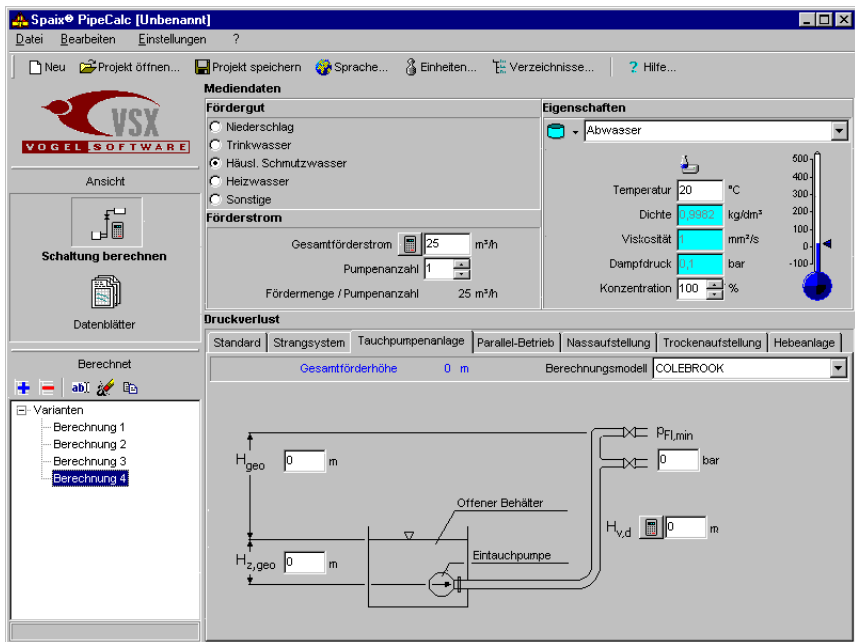 Spaix® PipeCalc [Unbenannt]
Datei Bearbeiten Einstellungen ?
Neu Projekt öffnen... Projekt speichern Sprache... Einheiten... Verzeichnisse... ? Hilfe...
VSX
VOGEL SOFTWARE
Ansicht
Schaltung berechnen
Datenblätter
Berechnet
abI
Varianten
Berechnung 1
Berechnung 2
Berechnung 3
Berechnung 4
Mediendaten
Fördergut
Niederschlag
Trinkwasser
Häusl. Schmutzwasser
Heizwasser
Sonstige
Förderstrom
Gesamtförderstrom 25 m³/h
Pumpenanzahl 1
Fördermenge / Pumpenanzahl 25 m³/h
Eigenschaften
Abwasser
Temperatur 20 °C
Dichte 0,9982 kg/dm³
Viskosität 1 mm²/s
Dampfdruck 0,1 bar
Konzentration 100 %
500
400
300
200
100
0
-100
Druckverlust
Standard Strangsystem Tauchpumpenanlage Parallel-Betrieb Nassaufstellung Trockenaufstellung Hebeanlage
Gesamtförderhöhe 0 m Berechnungsmodell COLEBROOK
Hgeo 0 m
pFl,min
0 bar
Offener Behälter
Hv,d 0 m
Hz,geo 0 m
Eintauchpumpe